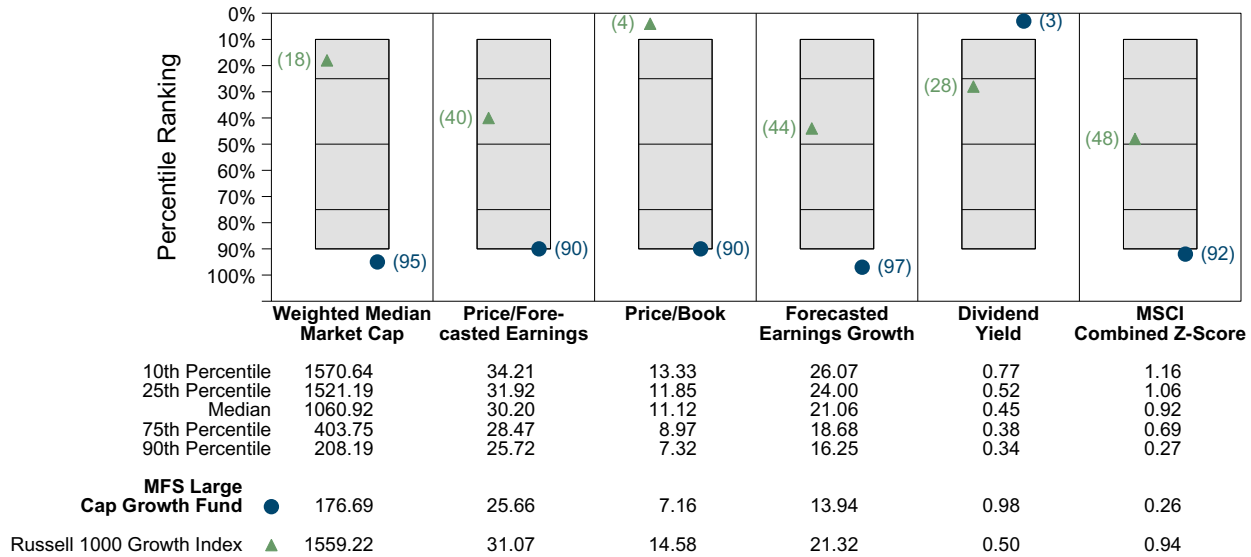 0%
10%
20%
30%
40%
50%
60%
70%
80%
90%
100%
Percentile Ranking
(18)
(95)
(40)
(90)
(4)
(90)
(44)
(97)
(3)
(28)
(48)
(92)
Weighted Median Market Cap
Price/Fore-casted Earnings
Price/Book
Forecasted Earnings Growth
Dividend Yield
MSCI Combined Z-Score
10th Percentile 1570.64 34.21 13.33 26.07 0.77 1.16
25th Percentile 1521.19 31.92 11.85 24.00 0.52 1.06
Median 1060.92 30.20 11.12 21.06 0.45 0.92
75th Percentile 403.75 28.47 8.97 18.68 0.38 0.69
90th Percentile 208.19 25.72 7.32 16.25 0.34 0.27
MFS Large
Cap Growth Fund 176.69 25.66 7.16 13.94 0.98 0.26
Russell 1000 Growth Index 1559.22 31.07 14.58 21.32 0.50 0.94